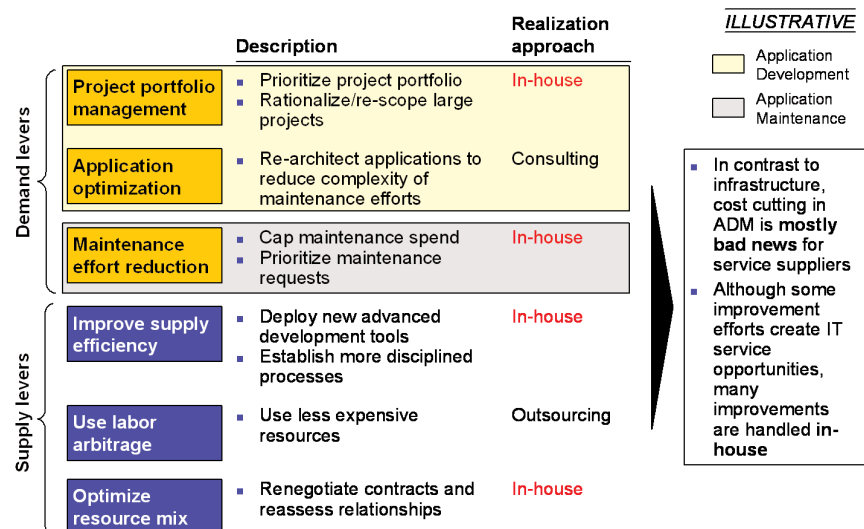 Description
Realization
approach
ILLUSTRATIVE
Application
Development
Application
Maintenance
Demand levers
Project portfolio
management
▪ Prioritize project portfolio
▪ Rationalize/re-scope large
projects
In-house
Application
optimization
▪ Re-architect applications to
reduce complexity of
maintenance efforts
Consulting
Maintenance
effort reduction
▪ Cap maintenance spend
▪ Prioritize maintenance
requests
In-house
Supply levers
Improve supply
efficiency
▪ Deploy new advanced
development tools
▪ Establish more disciplined
processes
In-house
Use labor
arbitrage
▪ Use less expensive
resources
Outsourcing
Optimize
resource mix
▪ Renegotiate contracts and
reassess relationships
In-house
▪ In contrast to
infrastructure,
cost cutting in
ADM is mostly
bad news for
service suppliers
▪ Although some
improvement
efforts create IT
service
opportunities,
many
improvements
are handled in-
house